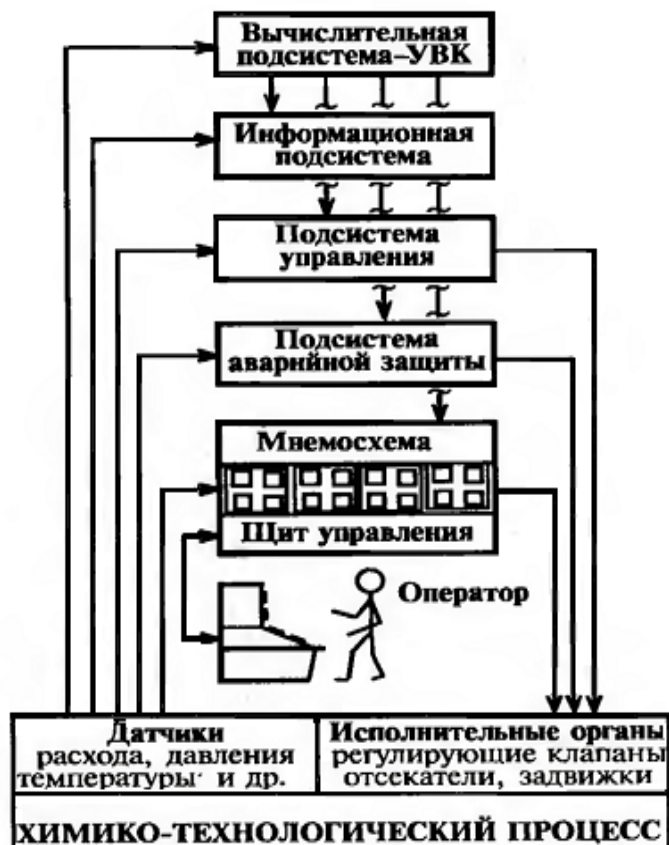 Вычислительная
подсистема–УВК
Информационная
подсистема
Подсистема
управления
Подсистема
аварийной защиты
Мнемосхема
Щит управления
Оператор
Датчики
расхода, давления
температуры и др.
Исполнительные органы
регулирующие клапаны
отсекатели, задвижки
ХИМИКО-ТЕХНОЛОГИЧЕСКИЙ ПРОЦЕСС